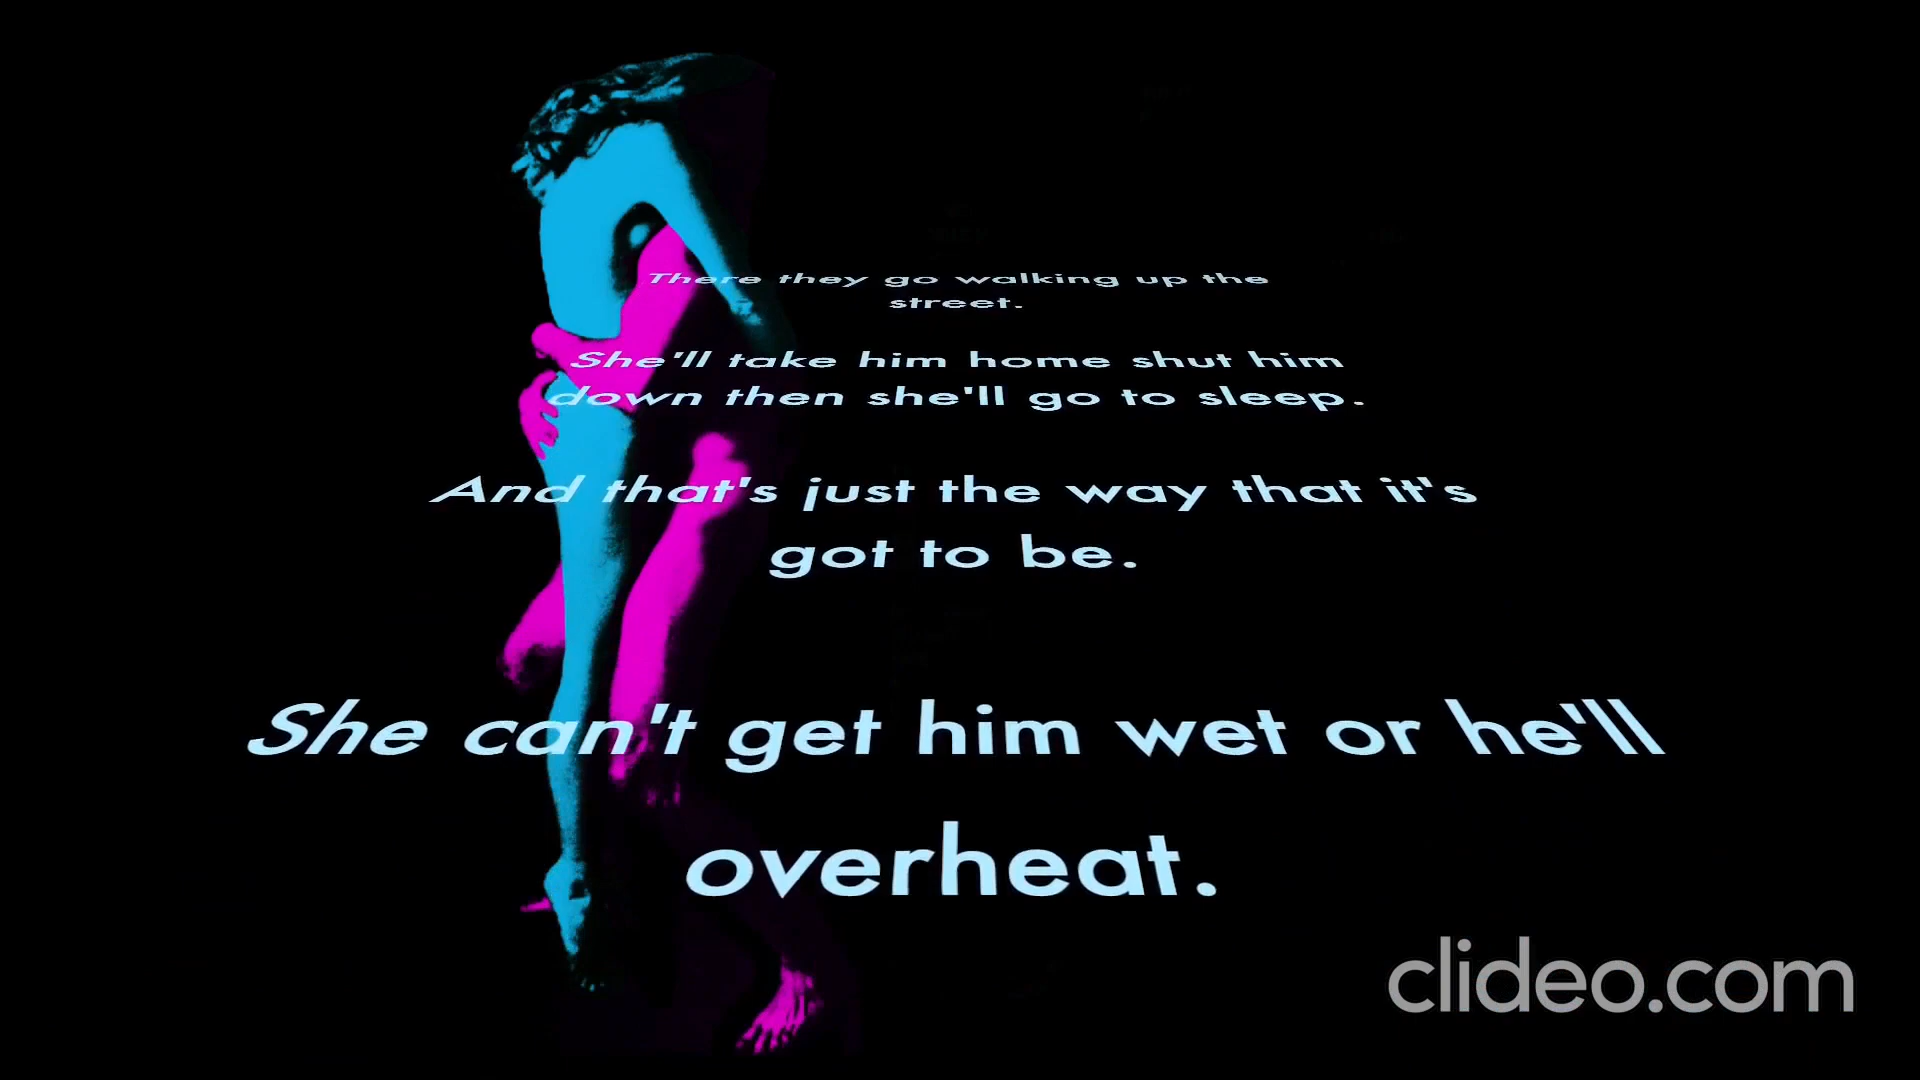 There they go walking up the
street.
She'll take him home shut him
down then she'll go to sleep.
And that's just the way that it's
got to be.
She can't get him wet or he'll
overheat.
clideo.com